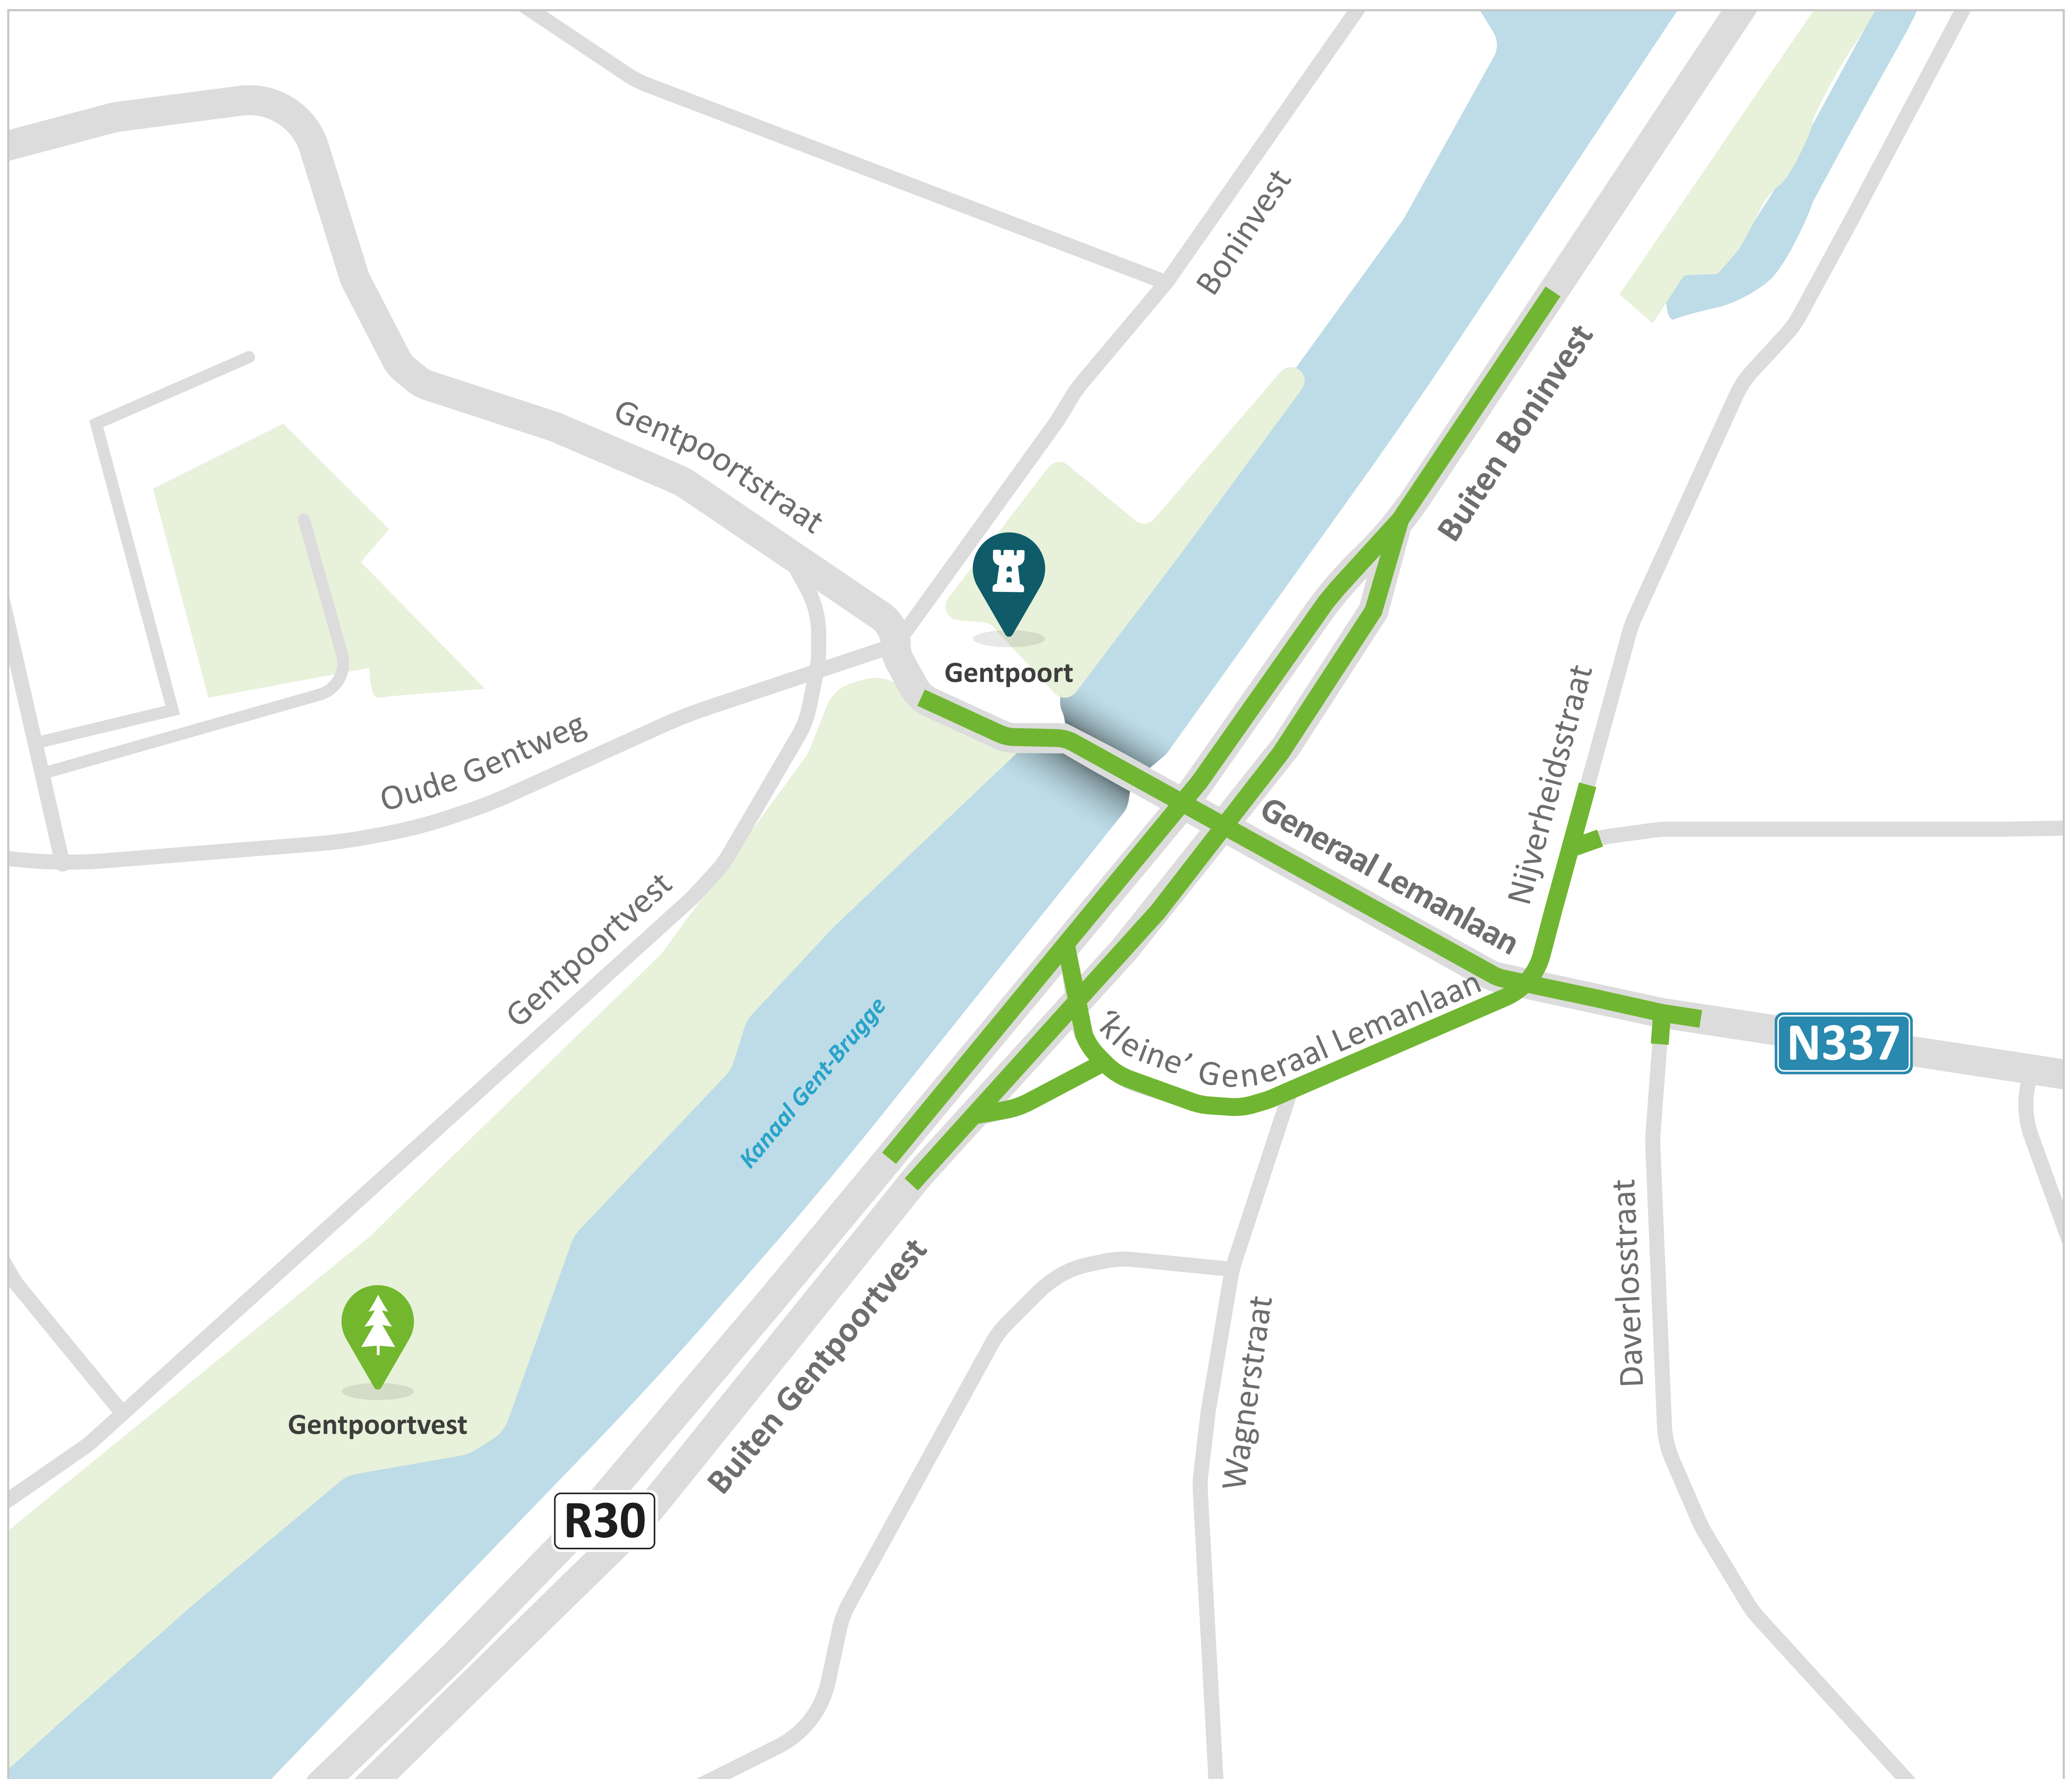 Boninvest
Buiten Boninvest
Gentpoortstraat
Gentpoort
Oude Gentweg
Nijverheidsstraat
Generaal Lemanlaan
Gentpoortvest
‘kleine’ Generaal Lemanlaan
N337
Kanaal Gent-Brugge
Buiten Gentpoortvest
Daverlosstraat
Wagnerstraat
Gentpoortvest
R30